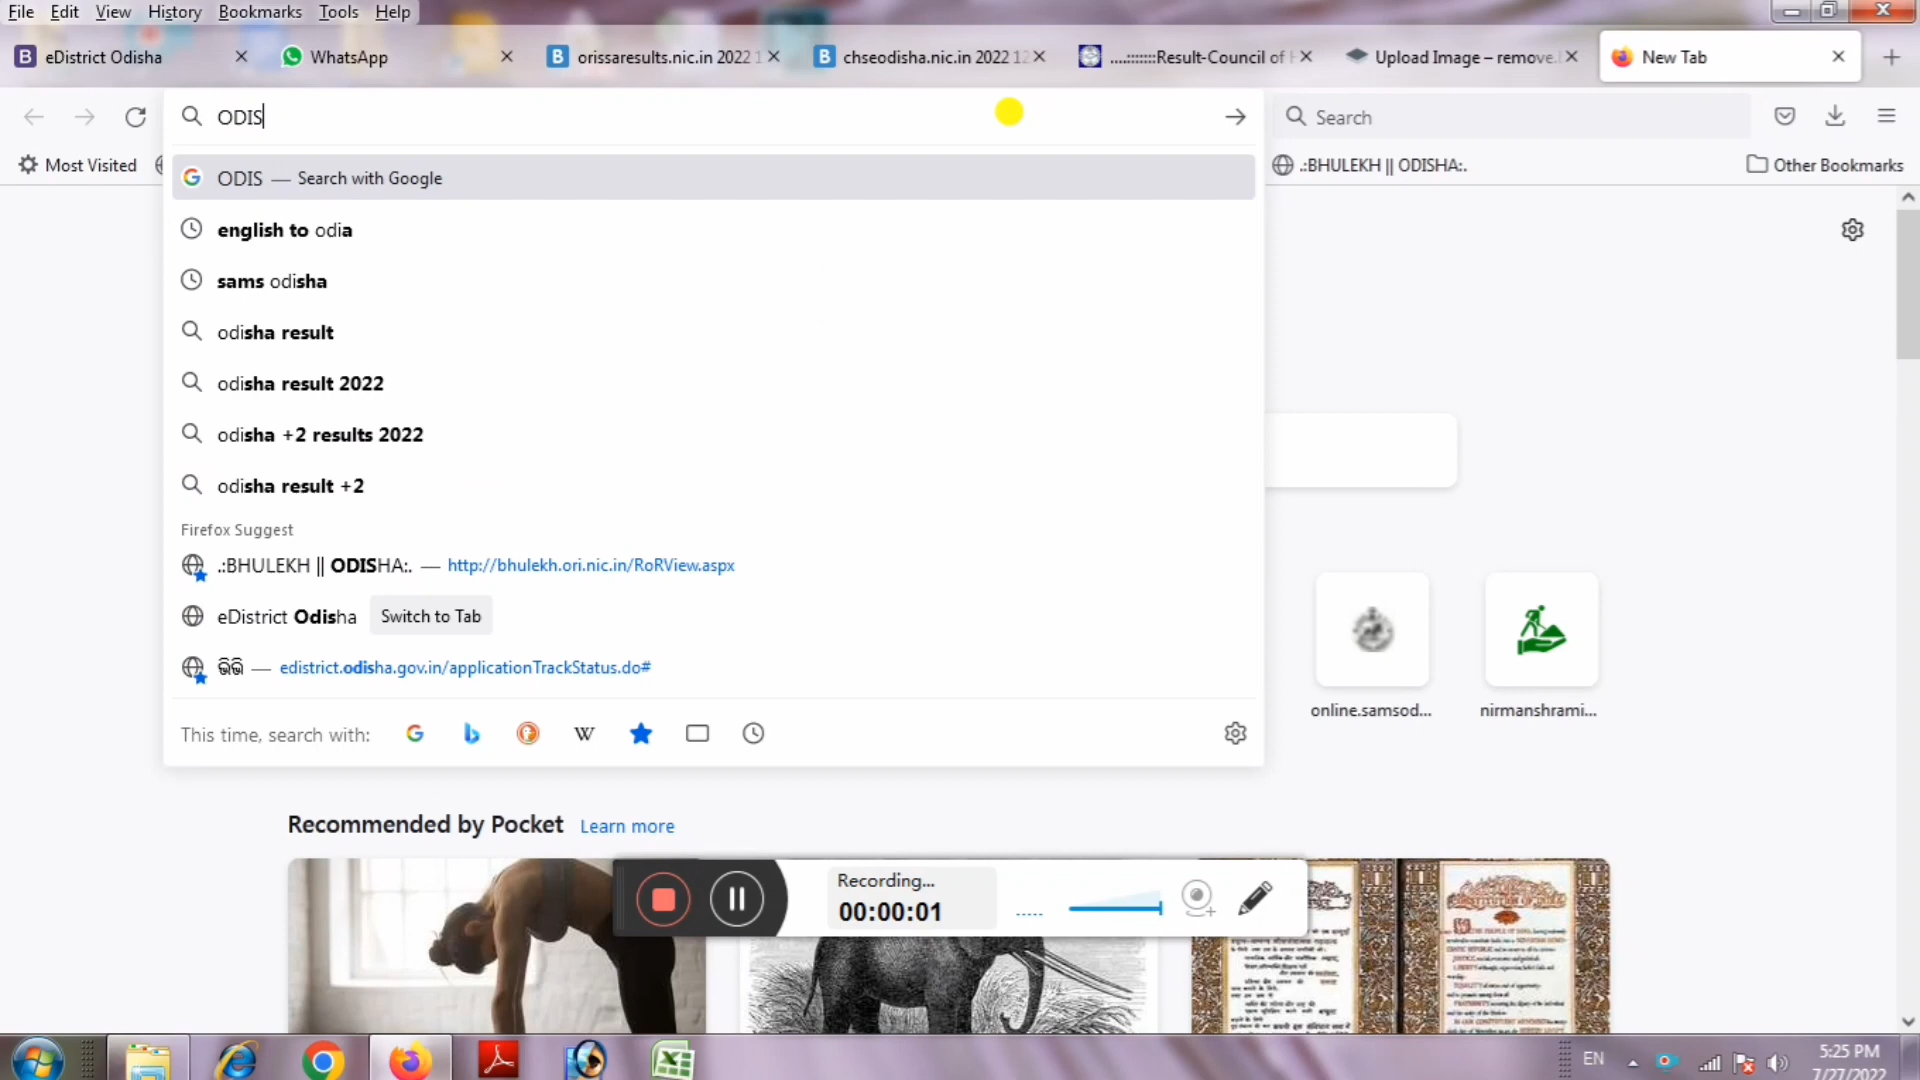 File Edit View History Bookmarks Tools Help
eDistrict Odisha
WhatsApp
orissaresults.nic.in 2022 1
chseodisha.nic.in 2022 12
....:::::::Result-Council of H
Upload Image – remove.
New Tab
ODIS
Search
Most Visited
.:BHULEKH || ODISHA:.
Other Bookmarks
ODIS — Search with Google
english to odia
sams odisha
odisha result
odisha result 2022
odisha +2 results 2022
odisha result +2
Firefox Suggest
.:BHULEKH || ODISHA:. — http://bhulekh.ori.nic.in/RoRView.aspx
eDistrict Odisha Switch to Tab
— edistrict.odisha.gov.in/applicationTrackStatus.do#
online.samsod...
nirmanshrami...
This time, search with:
Recommended by Pocket Learn more
Recording...
00:00:01
EN
5:25 PM
7/27/2022